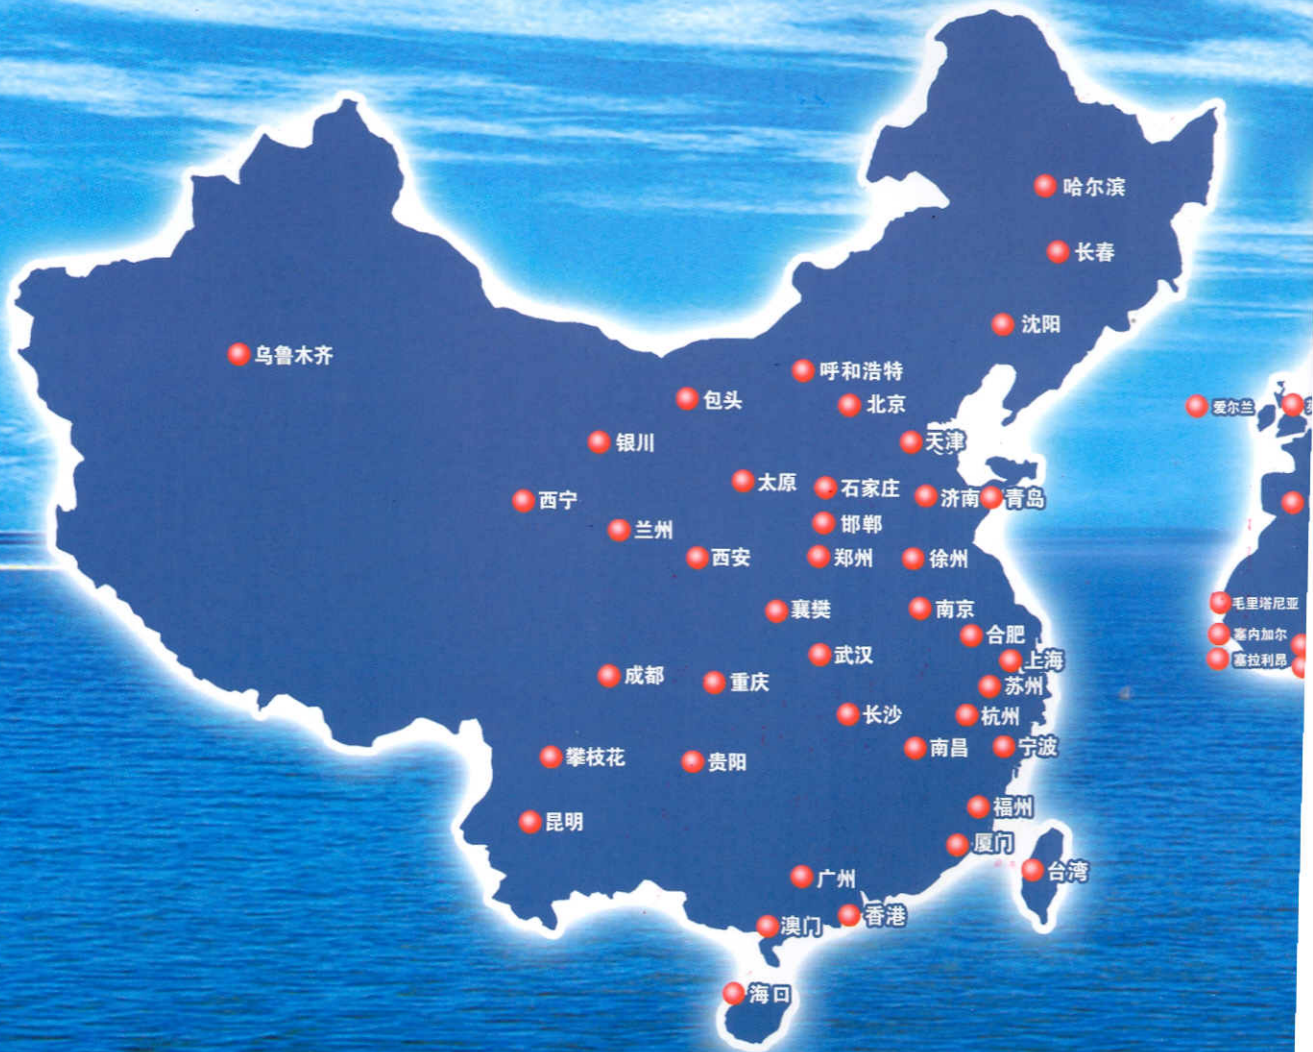 哈尔滨
长春
沈阳
乌鲁木齐
呼和浩特
包头
北京
爱尔兰
银川
天津
太原
石家庄
西宁
济南
青岛
兰州
邯郸
西安
郑州
徐州
毛里塔尼亚
襄樊
南京
合肥
塞内加尔
武汉
上海
塞拉利昂
成都
重庆
苏州
长沙
杭州
南昌
宁波
攀枝花
贵阳
福州
昆明
厦门
台湾
广州
香港
澳门
海口